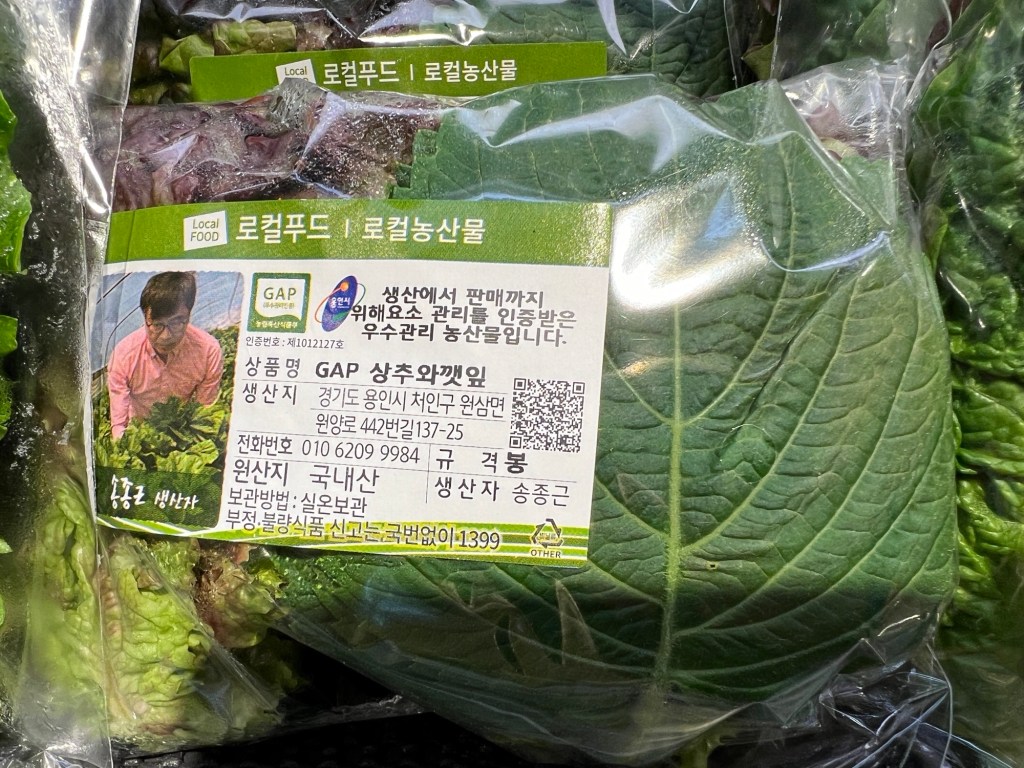 Local
로컬푸드 | 로컬농산물
Local
FOOD
로컬푸드 | 로컬농산물
GAP
농림축산식품부
용인시
인증번호 : 제1012127호
생산에서 판매까지
위해요소 관리를 인증받은
우수관리 농산물입니다.
상품명 GAP 상추와깻잎
생산지 경기도 용인시 처인구 원삼면
원양로 442번길137-25
전화번호 010 6209 9984 규격 봉
원산지 국내산 생산자 송종근
보관방법 : 실온보관
부정,불량식품 신고는,국번없이 1399
송종근 생산자
OTHER